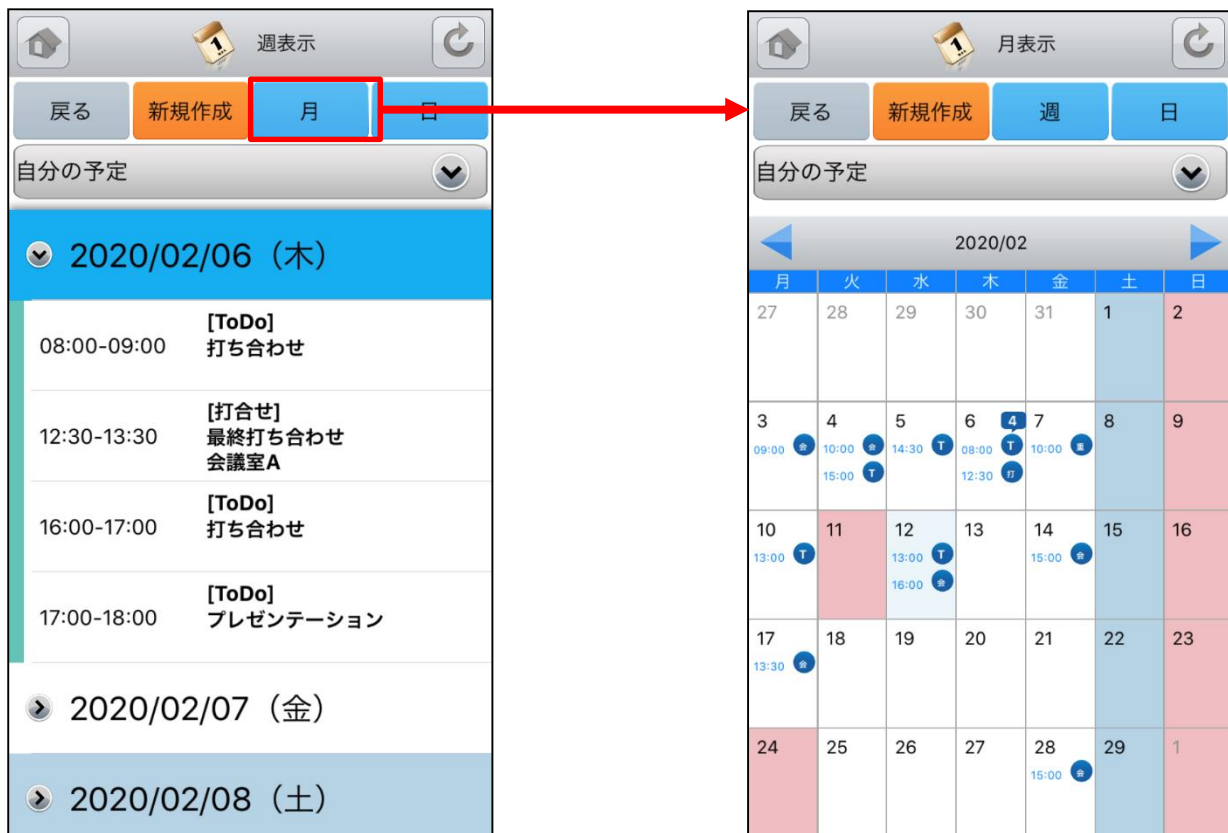 週表示
戻る 新規作成 月 日
自分の予定
2020/02/06（木）
08:00-09:00 [ToDo]
打ち合わせ
12:30-13:30 [打合せ]
最終打ち合わせ
会議室A
16:00-17:00 [ToDo]
打ち合わせ
17:00-18:00 [ToDo]
プレゼンテーション
2020/02/07（金）
2020/02/08（土）
月表示
戻る 新規作成 週 日
自分の予定
2020/02
月 火 水 木 金 土 日
27 28 29 30 31 1 2
3 4 5 6 4 7 8 9
09:00 会 10:00 会 14:30 T 08:00 T 10:00 重
15:00 T 12:30 打
10 11 12 13 14 15 16
13:00 T 13:00 T 15:00 会
16:00 会
17 18 19 20 21 22 23
13:30 会
24 25 26 27 28 29 1
15:00 会